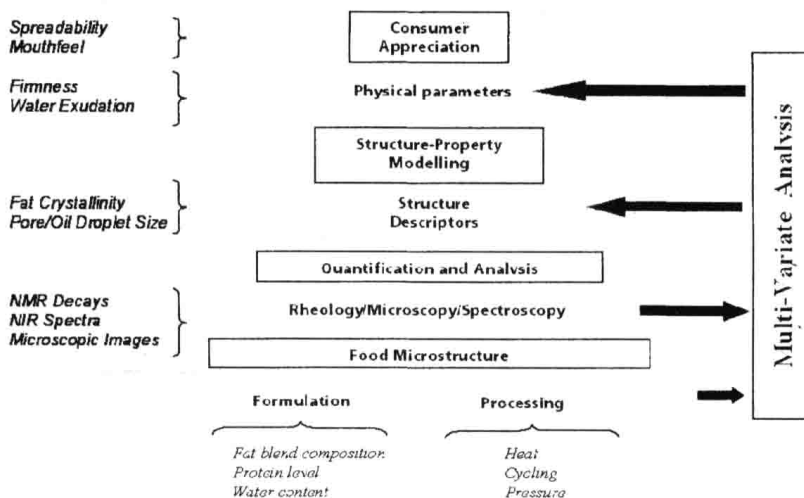 Spreadability
Mouthfeel
Consumer
Appreciation
Firmness
Water Exudation
Physical parameters
Structure-Property
Modelling
Fat Crystallinity
Pore/Oil Droplet Size
Structure
Descriptors
Quantification and Analysis
NMR Decays
NIR Spectra
Microscopic Images
Rheology/Microscopy/Spectroscopy
Food Microstructure
Formulation
Processing
Fat blend composition
Protein level
Water content
Heat
Cycling
Pressure
Multi-Variate Analysis